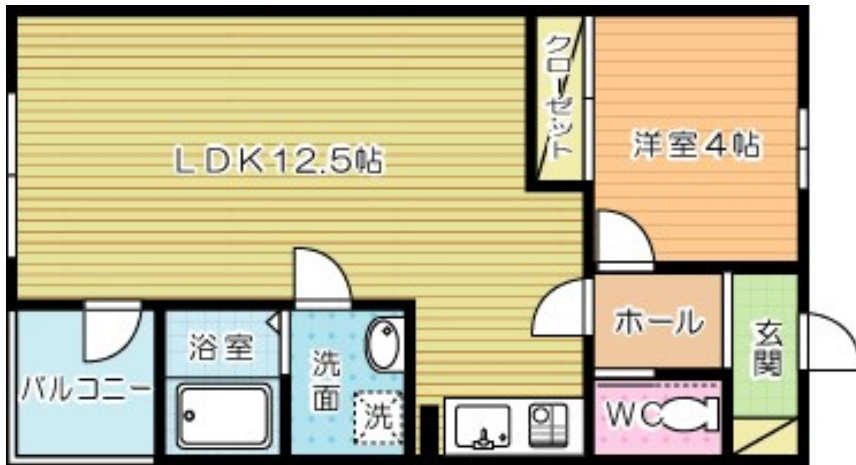 クローゼット
LDK12.5帖
洋室4帖
ホール
玄関
浴室
洗面
バルコニー
洗
WC